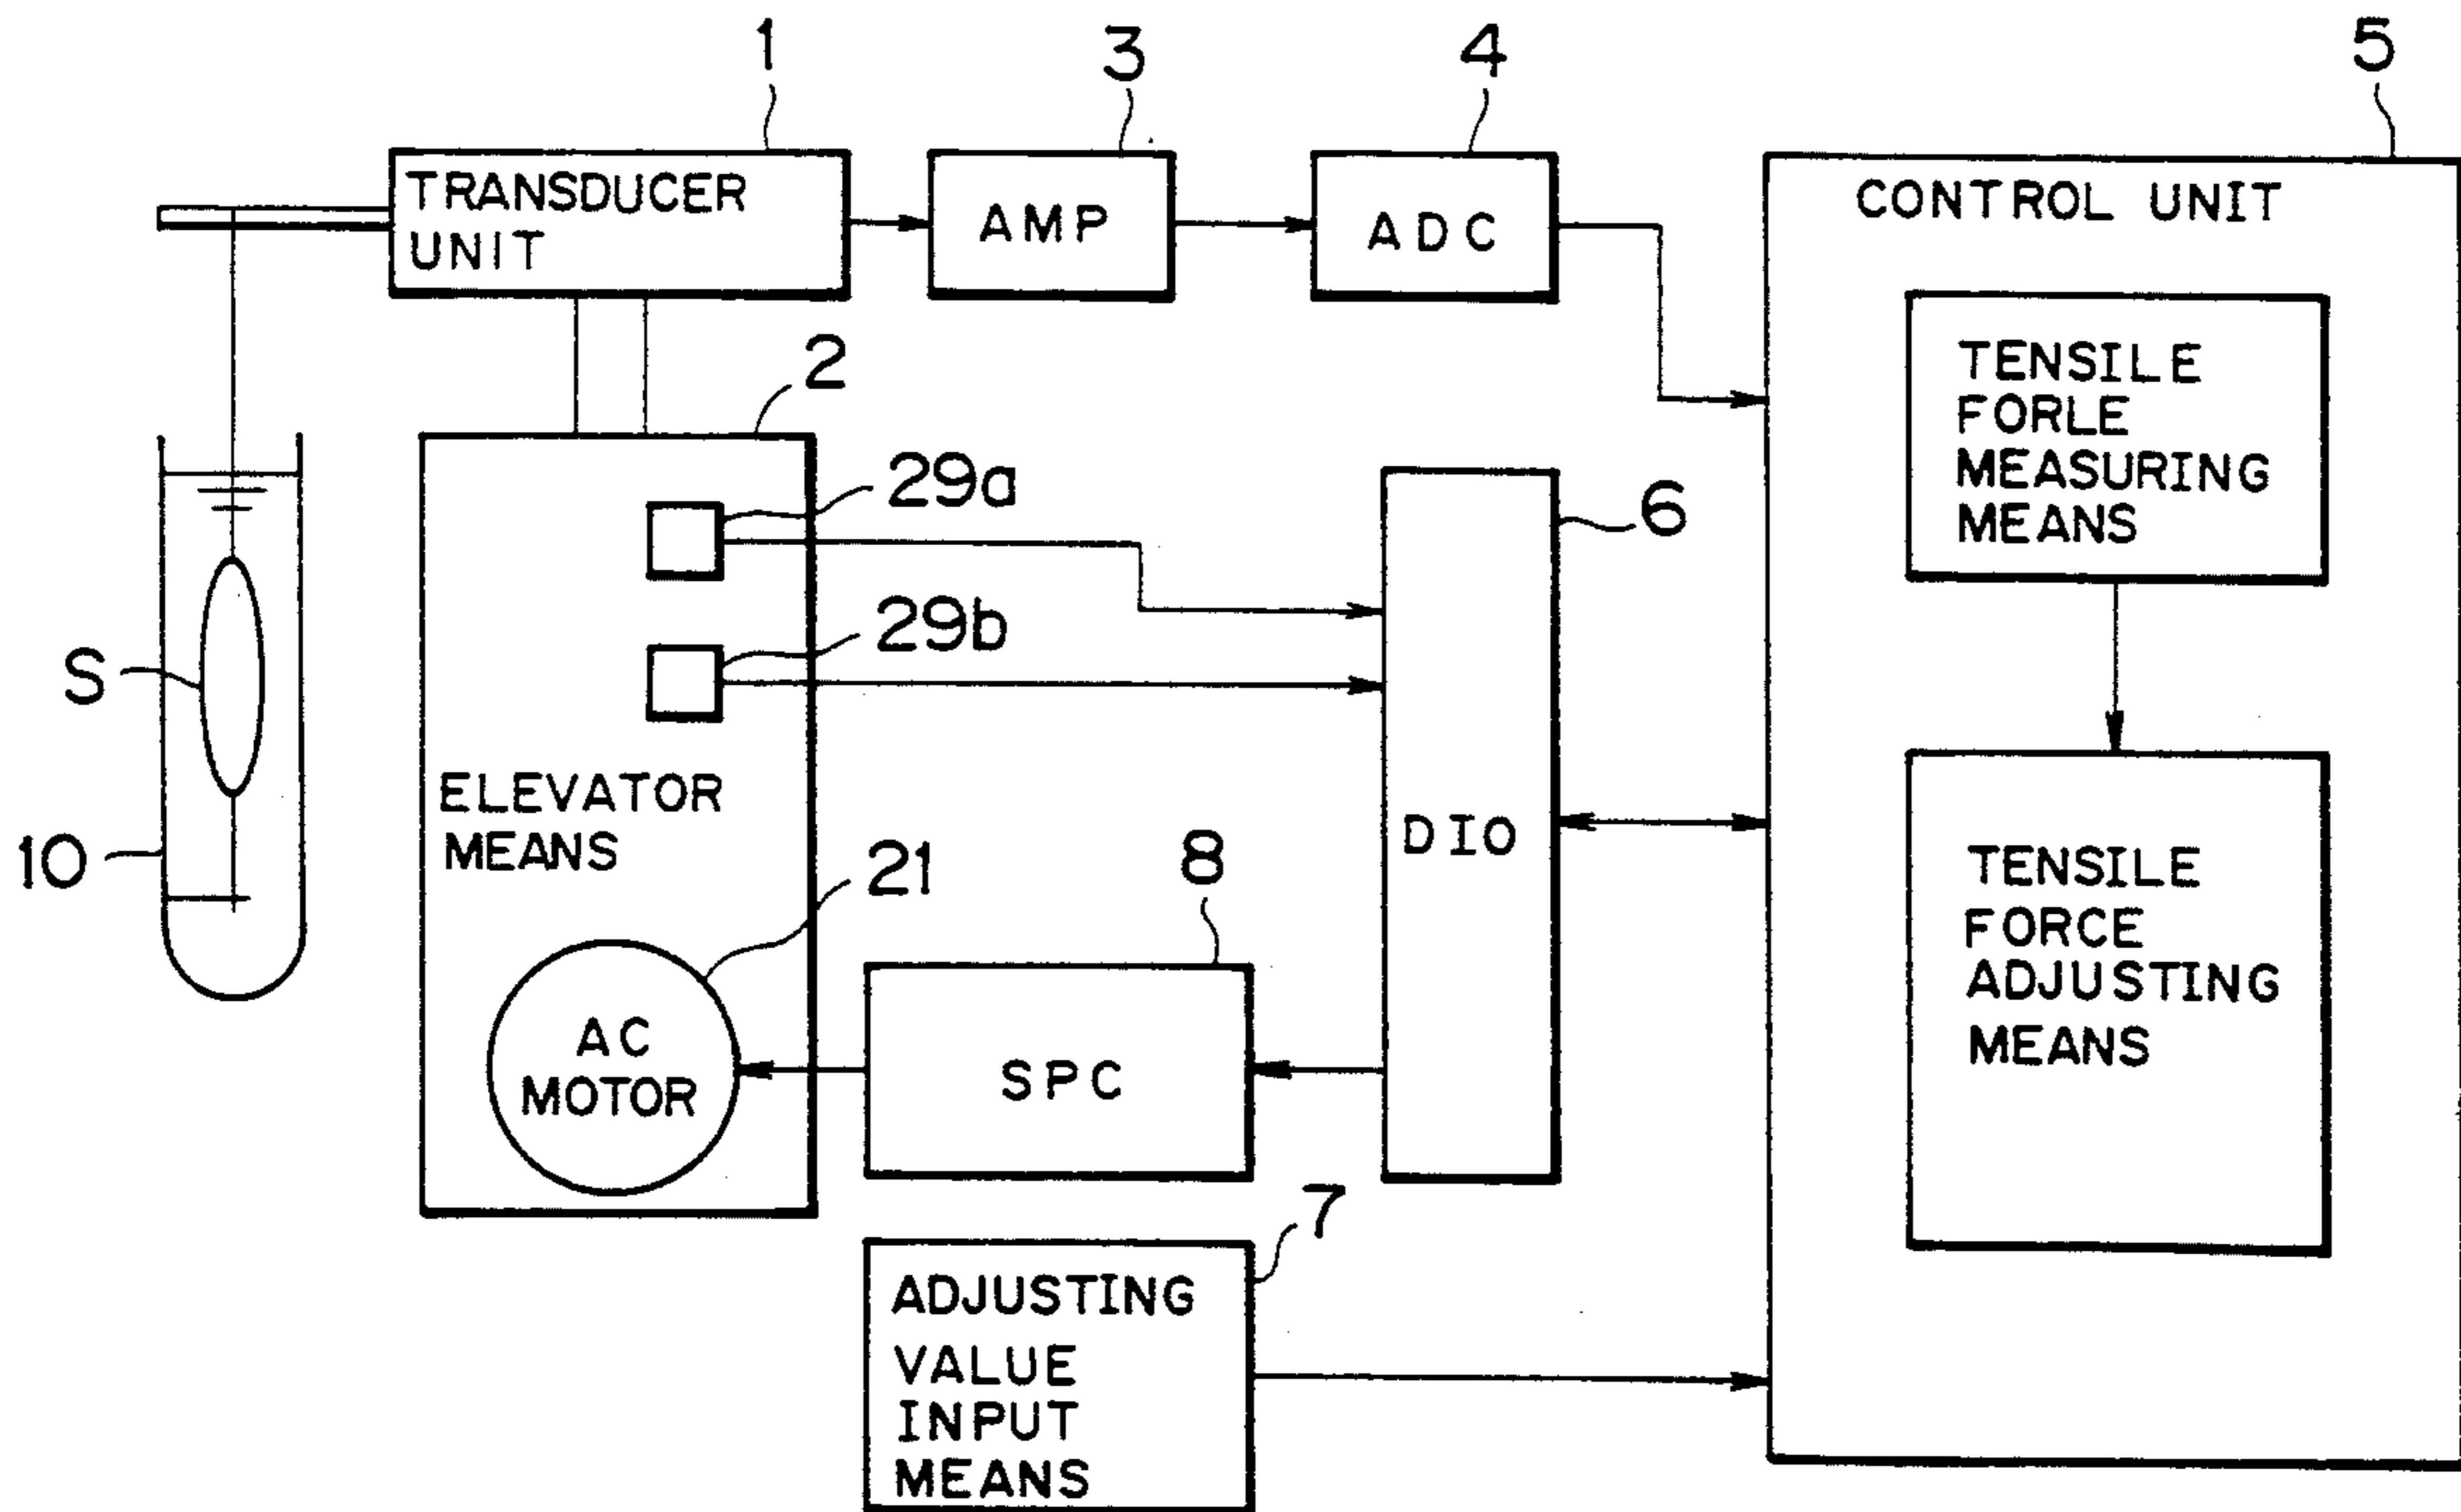 1
3
4
5
TRANSDUCER
UNIT
AMP
ADC
CONTROL UNIT
2
TENSILE
FORLE
MEASURING
MEANS
29a
6
29b
S
ELEVATOR
MEANS
DIO
10
21
8
TENSILE
FORCE
ADJUSTING
MEANS
AC
MOTOR
SPC
7
ADJUSTING
VALUE
INPUT
MEANS